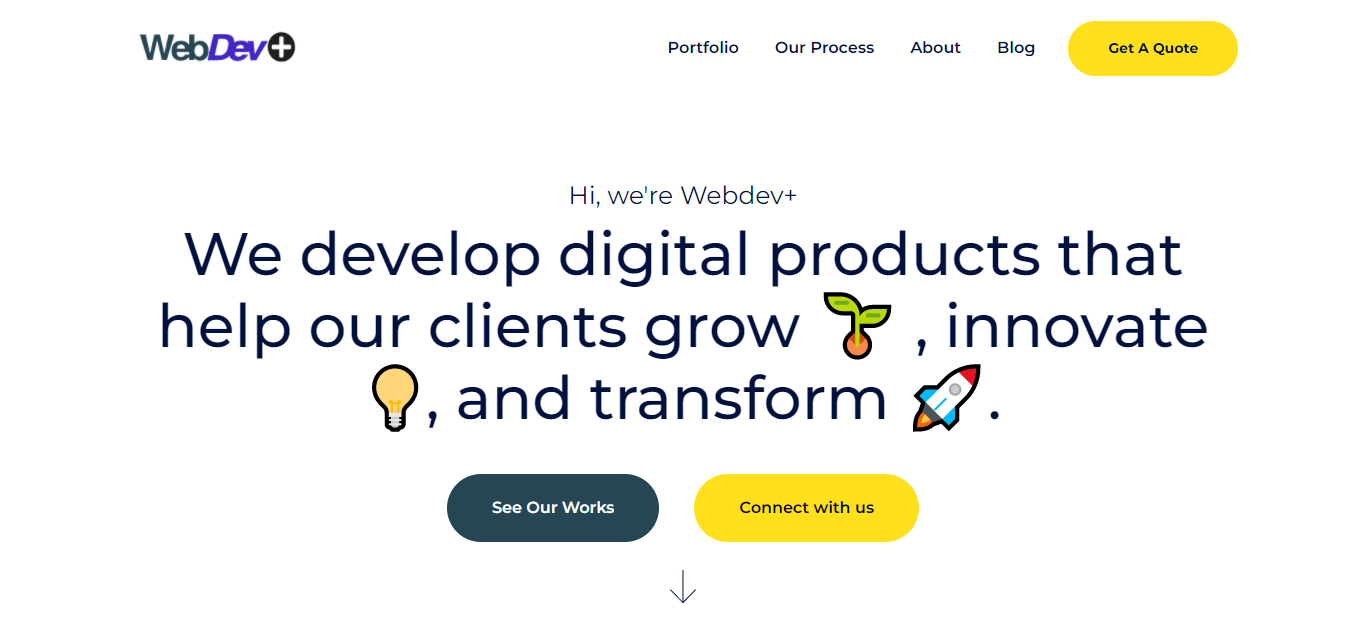 WebDev+
Portfolio Our Process About Blog Get A Quote
Hi, we're Webdev+
We develop digital products that
help our clients grow 🌱 , innovate
💡, and transform 🚀.
See Our Works Connect with us